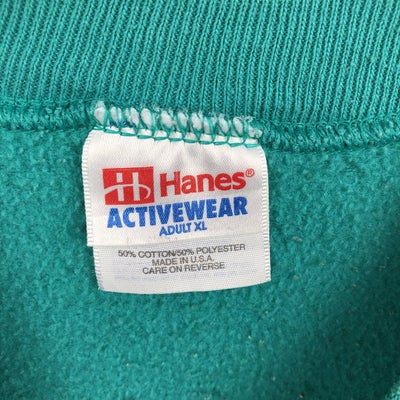 H Hanes®
ACTIVEWEAR
ADULT XL
50% COTTON/50% POLYESTER
MADE IN U.S.A.
CARE ON REVERSE